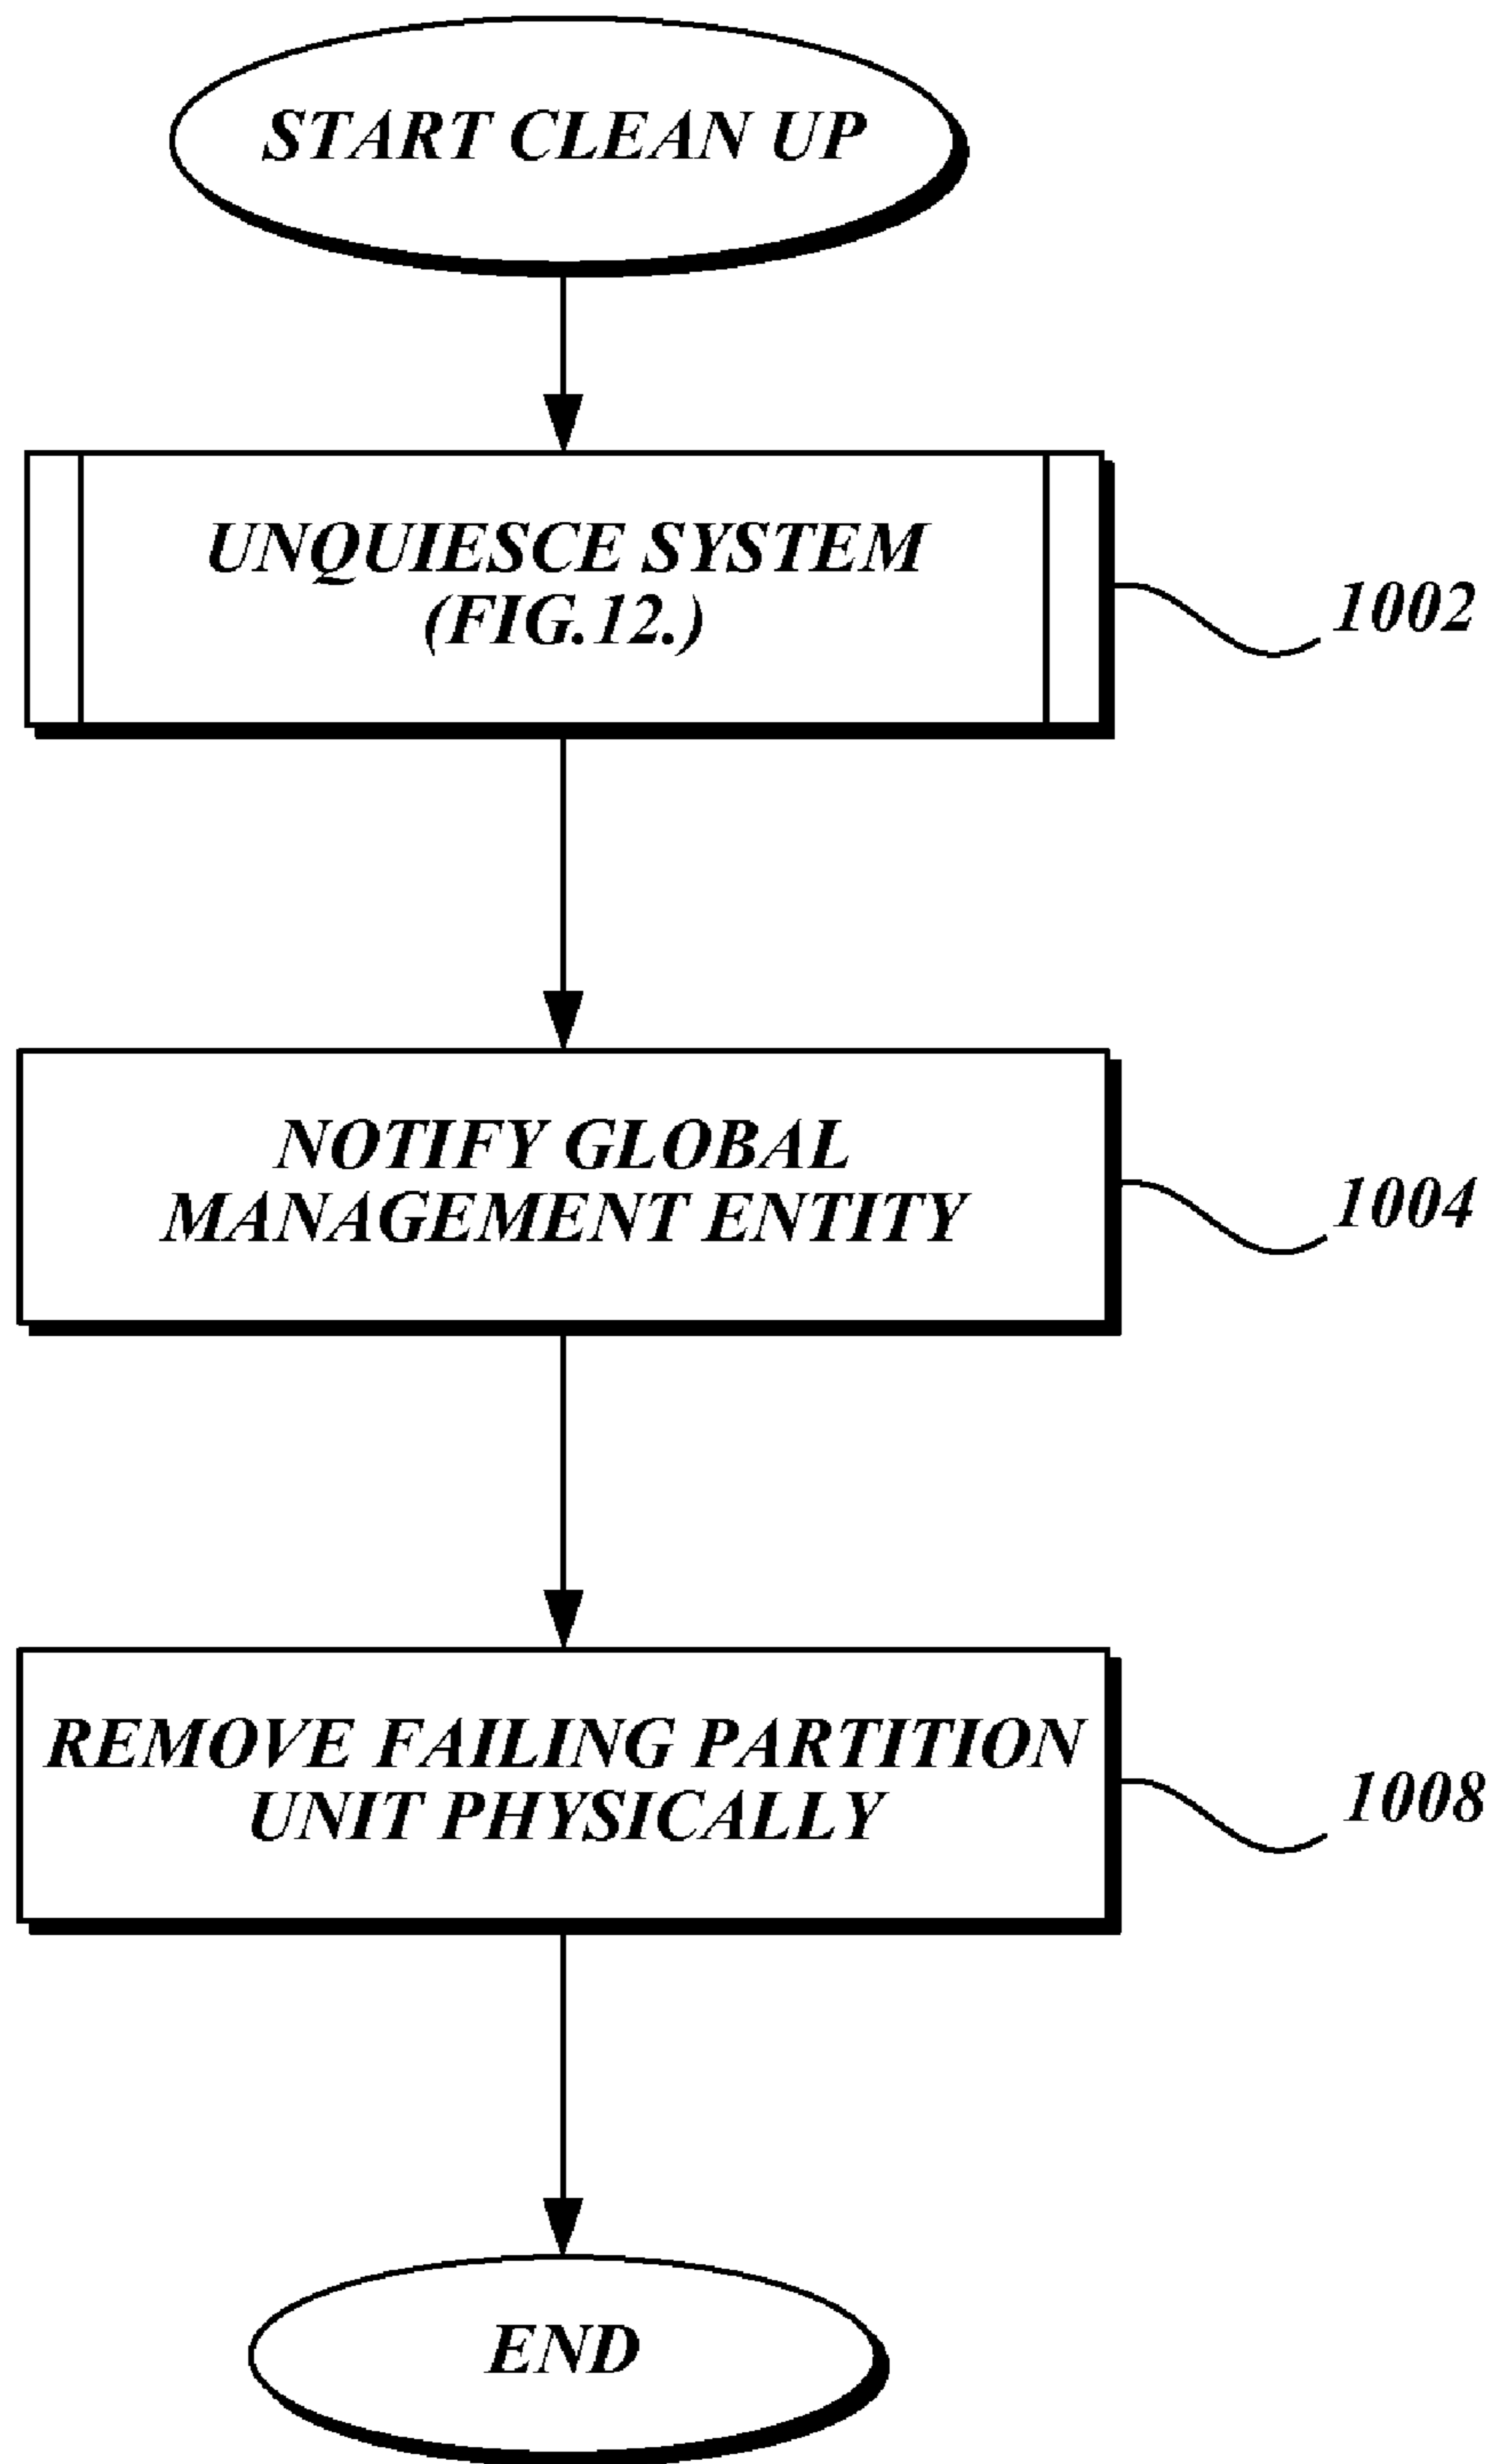 START CLEAN UP
UNQUIESCE SYSTEM
(FIG.12.)
1002
NOTIFY GLOBAL
MANAGEMENT ENTITY
1004
REMOVE FAILING PARTITION
UNIT PHYSICALLY
1008
END